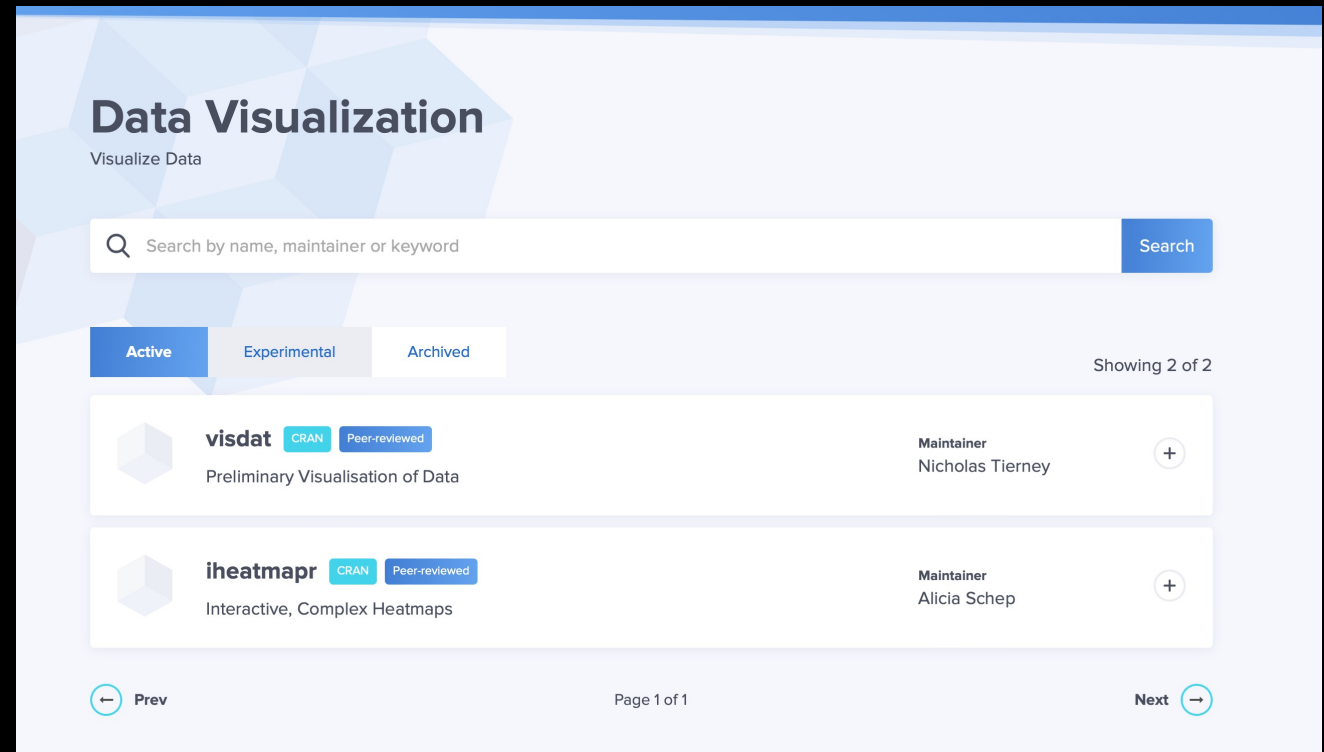 Data Visualization
Visualize Data
Search by name, maintainer or keyword
Search
Active
Experimental
Archived
Showing 2 of 2
visdat CRAN Peer-reviewed
Preliminary Visualisation of Data
Maintainer
Nicholas Tierney
iheatmapr CRAN Peer-reviewed
Interactive, Complex Heatmaps
Maintainer
Alicia Schep
Prev
Page 1 of 1
Next